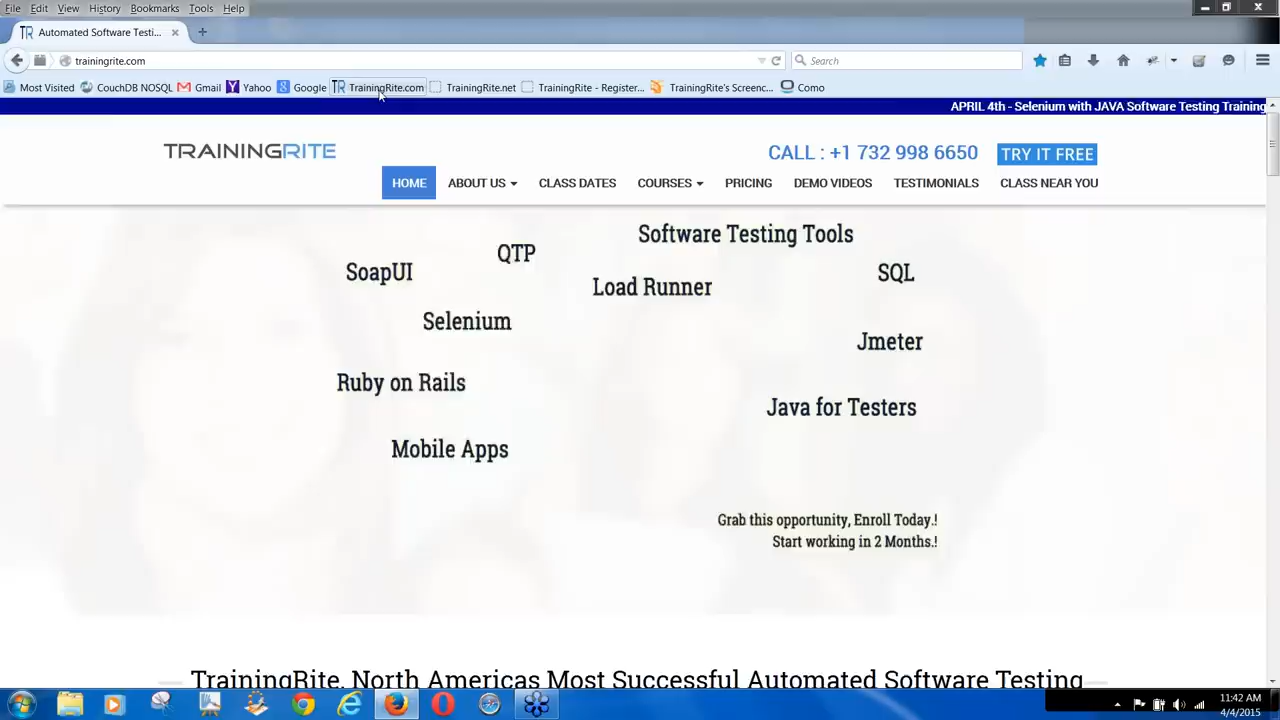 File Edit View History Bookmarks Tools Help
Automated Software Testi...
trainingrite.com
Search
Most Visited CouchDB NOSQL Gmail Yahoo Google TrainingRite.com TrainingRite.net TrainingRite - Register... TrainingRite's Screenc... Como
APRIL 4th - Selenium with JAVA Software Testing Training
TRAININGRITE
CALL : +1 732 998 6650 TRY IT FREE
HOME ABOUT US CLASS DATES COURSES PRICING DEMO VIDEOS TESTIMONIALS CLASS NEAR YOU
Software Testing Tools
QTP
SoapUI
SQL
Load Runner
Selenium
Jmeter
Ruby on Rails
Java for Testers
Mobile Apps
Grab this opportunity, Enroll Today.!
Start working in 2 Months.!
TrainingRite, North Americas Most Successful Automated Software Testing
11:42 AM
4/4/2015